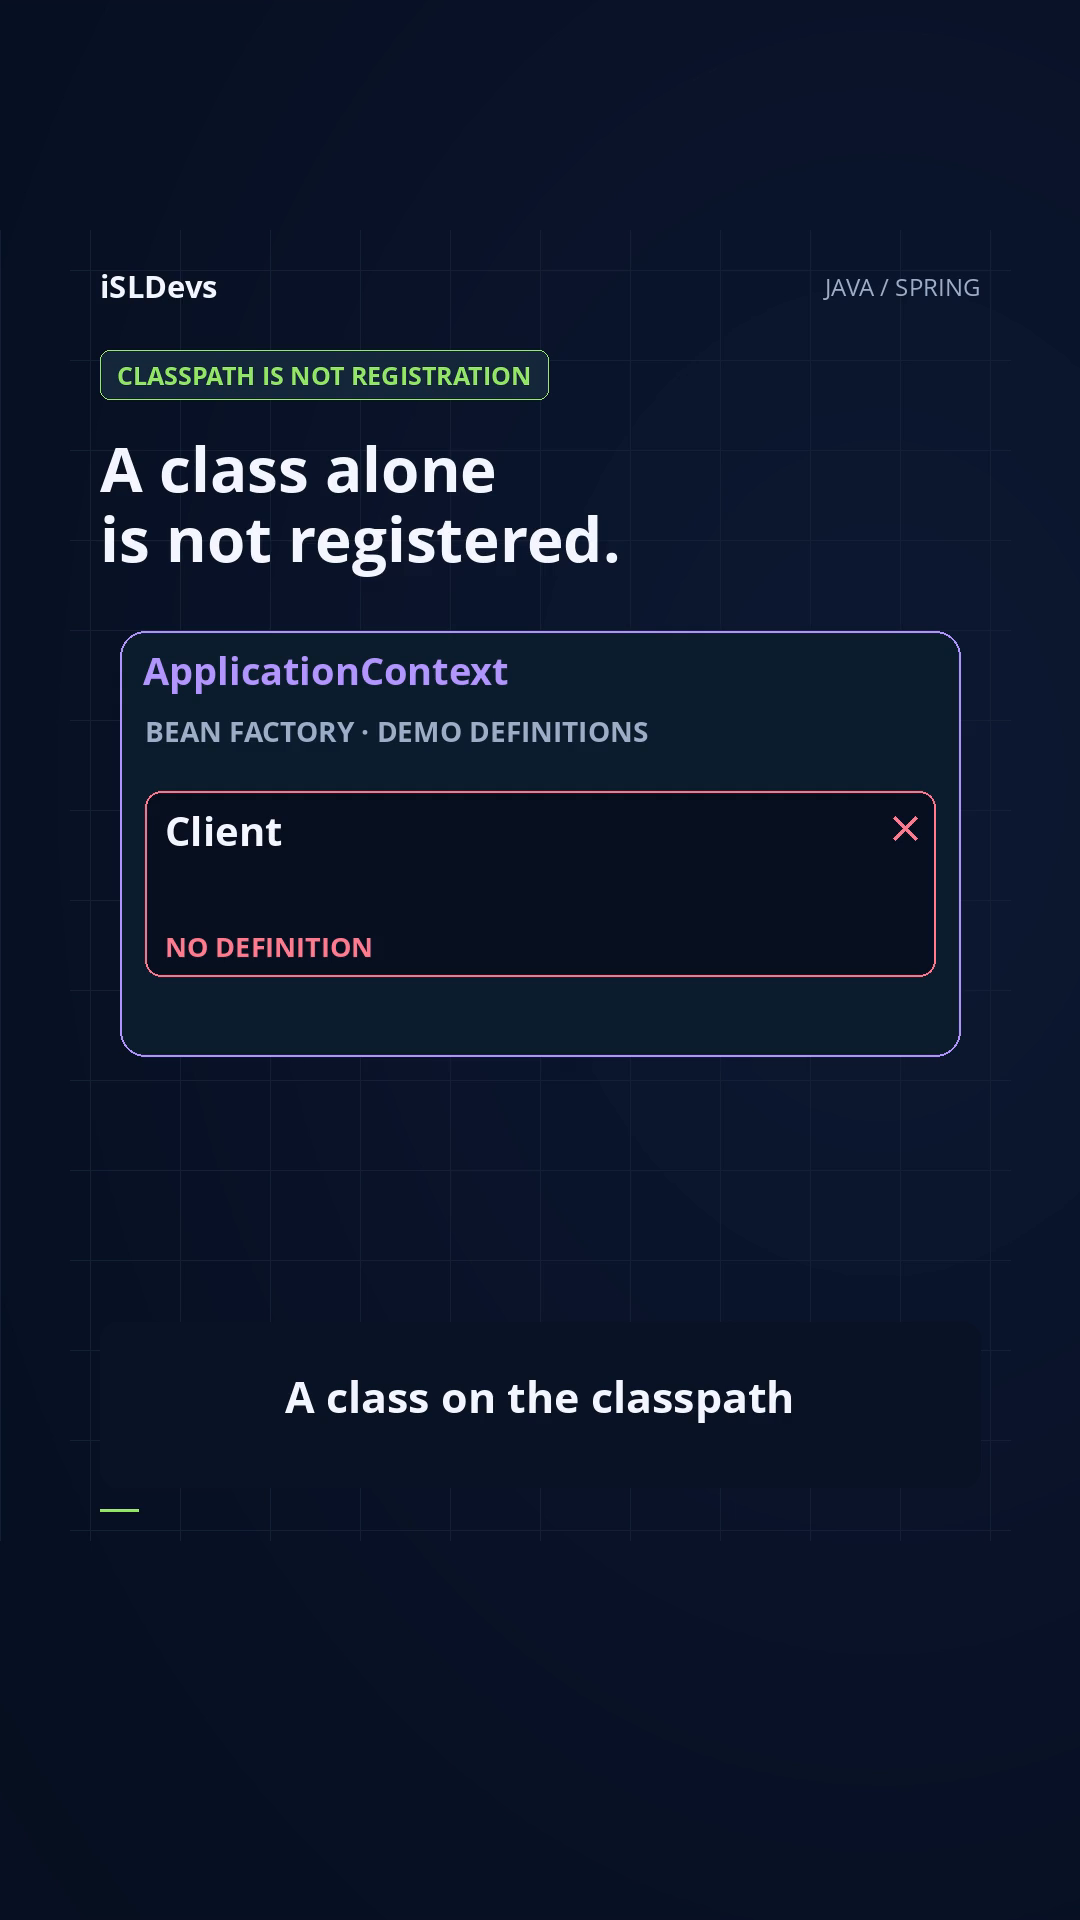 iSLDevs
JAVA / SPRING
CLASSPATH IS NOT REGISTRATION
A class alone
is not registered.
ApplicationContext
BEAN FACTORY · DEMO DEFINITIONS
Client
NO DEFINITION
A class on the classpath